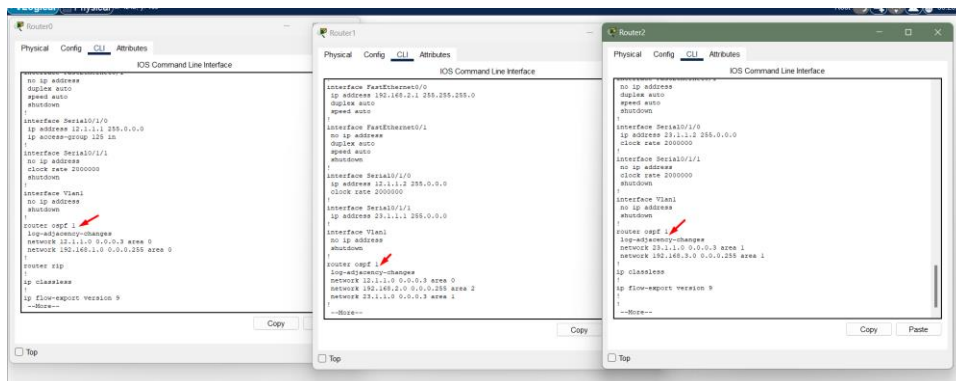 Router0
Physical Config CLI Attributes
IOS Command Line Interface
no ip address
duplex auto
speed auto
shutdown
!
interface Serial0/1/0
ip address 12.1.1.1 255.0.0.0
ip access-group 125 in
!
interface Serial0/1/1
no ip address
clock rate 2000000
shutdown
!
interface Vlan1
no ip address
shutdown
!
router ospf 1
log-adjacency-changes
network 12.1.1.0 0.0.0.3 area 0
network 192.168.1.0 0.0.0.255 area 0
!
router rip
!
ip classless
!
ip flow-export version 9
--More--
Copy
Top
Router1
Physical Config CLI Attributes
IOS Command Line Interface
interface FastEthernet0/0
ip address 192.168.2.1 255.255.255.0
duplex auto
speed auto
!
interface FastEthernet0/1
no ip address
duplex auto
speed auto
shutdown
!
interface Serial0/1/0
ip address 12.1.1.2 255.0.0.0
clock rate 2000000
!
interface Serial0/1/1
ip address 23.1.1.1 255.0.0.0
!
interface Vlan1
no ip address
shutdown
!
router ospf 1
log-adjacency-changes
network 12.1.1.0 0.0.0.3 area 0
network 192.168.2.0 0.0.0.255 area 2
network 23.1.1.0 0.0.0.3 area 1
!
--More--
Copy
Top
Router2
Physical Config CLI Attributes
IOS Command Line Interface
no ip address
duplex auto
speed auto
shutdown
!
interface Serial0/1/0
ip address 23.1.1.2 255.0.0.0
clock rate 2000000
!
interface Serial0/1/1
no ip address
clock rate 2000000
shutdown
!
interface Vlan1
no ip address
shutdown
!
router ospf 1
log-adjacency-changes
network 23.1.1.0 0.0.0.3 area 1
network 192.168.3.0 0.0.0.255 area 1
!
ip classless
!
ip flow-export version 9
!
!
--More--
Copy Paste
Top